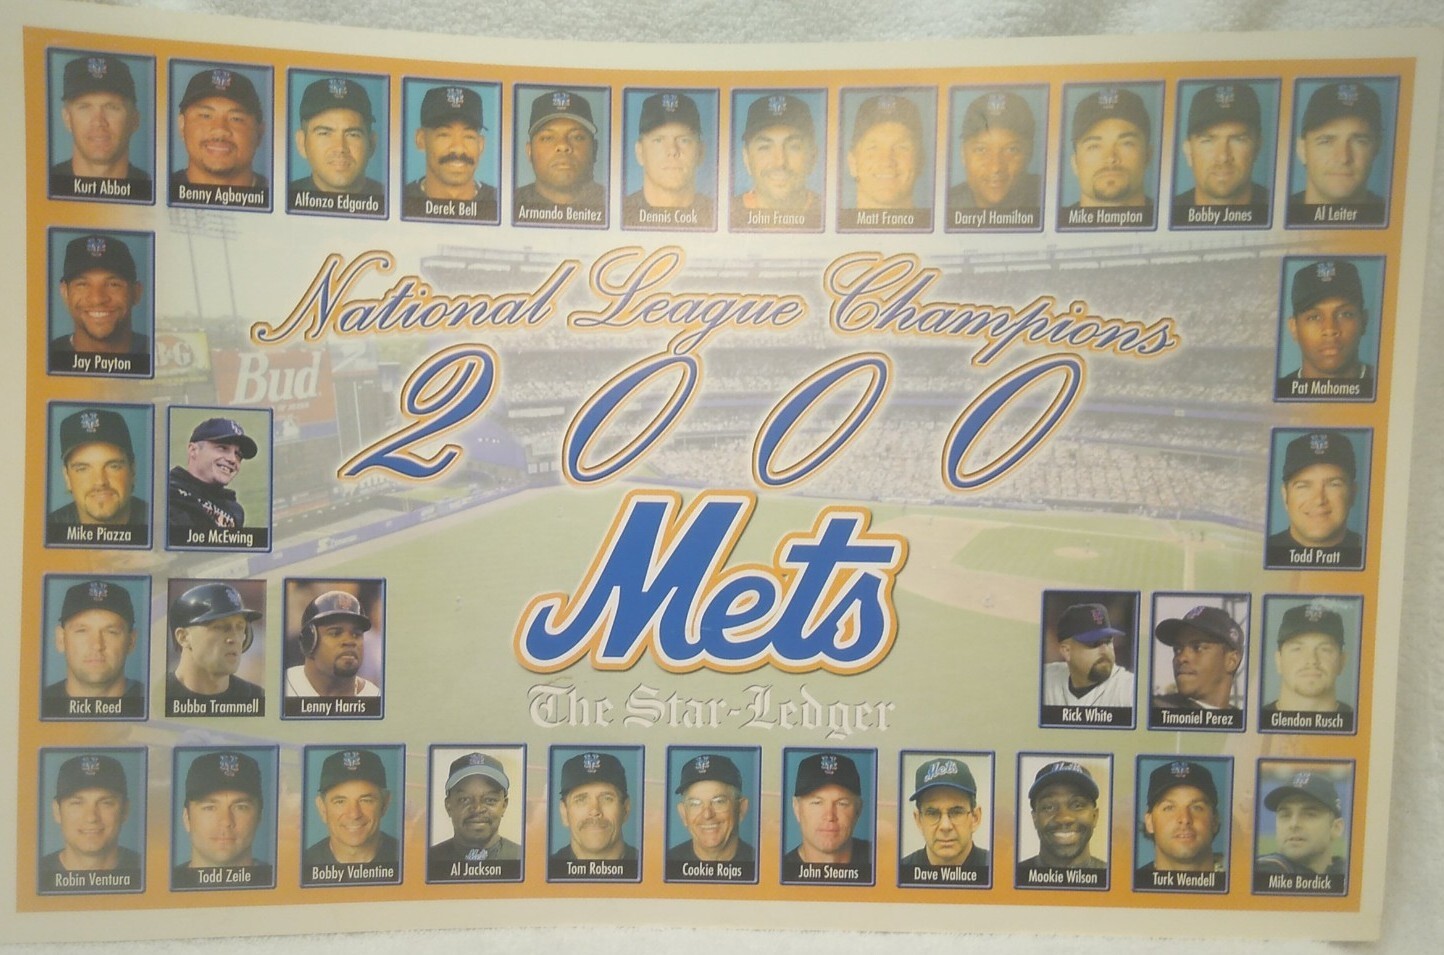 Kurt Abbot
Benny Agbayani
Alfonzo Edgardo
Derek Bell
Armando Benitez
Dennis Cook
John Franco
Matt Franco
Darryl Hamilton
Mike Hampton
Bobby Jones
Al Leiter
National League Champions
2000
Mets
The Star-Ledger
Jay Payton
Bud
Pat Mahomes
Mike Piazza
Joe McEwing
Todd Pratt
Rick Reed
Bubba Trammell
Lenny Harris
Rick White
Timoniel Perez
Glendon Rusch
Robin Ventura
Todd Zeile
Bobby Valentine
Al Jackson
Tom Robson
Cookie Rojas
John Stearns
Dave Wallace
Mookie Wilson
Turk Wendell
Mike Bordick